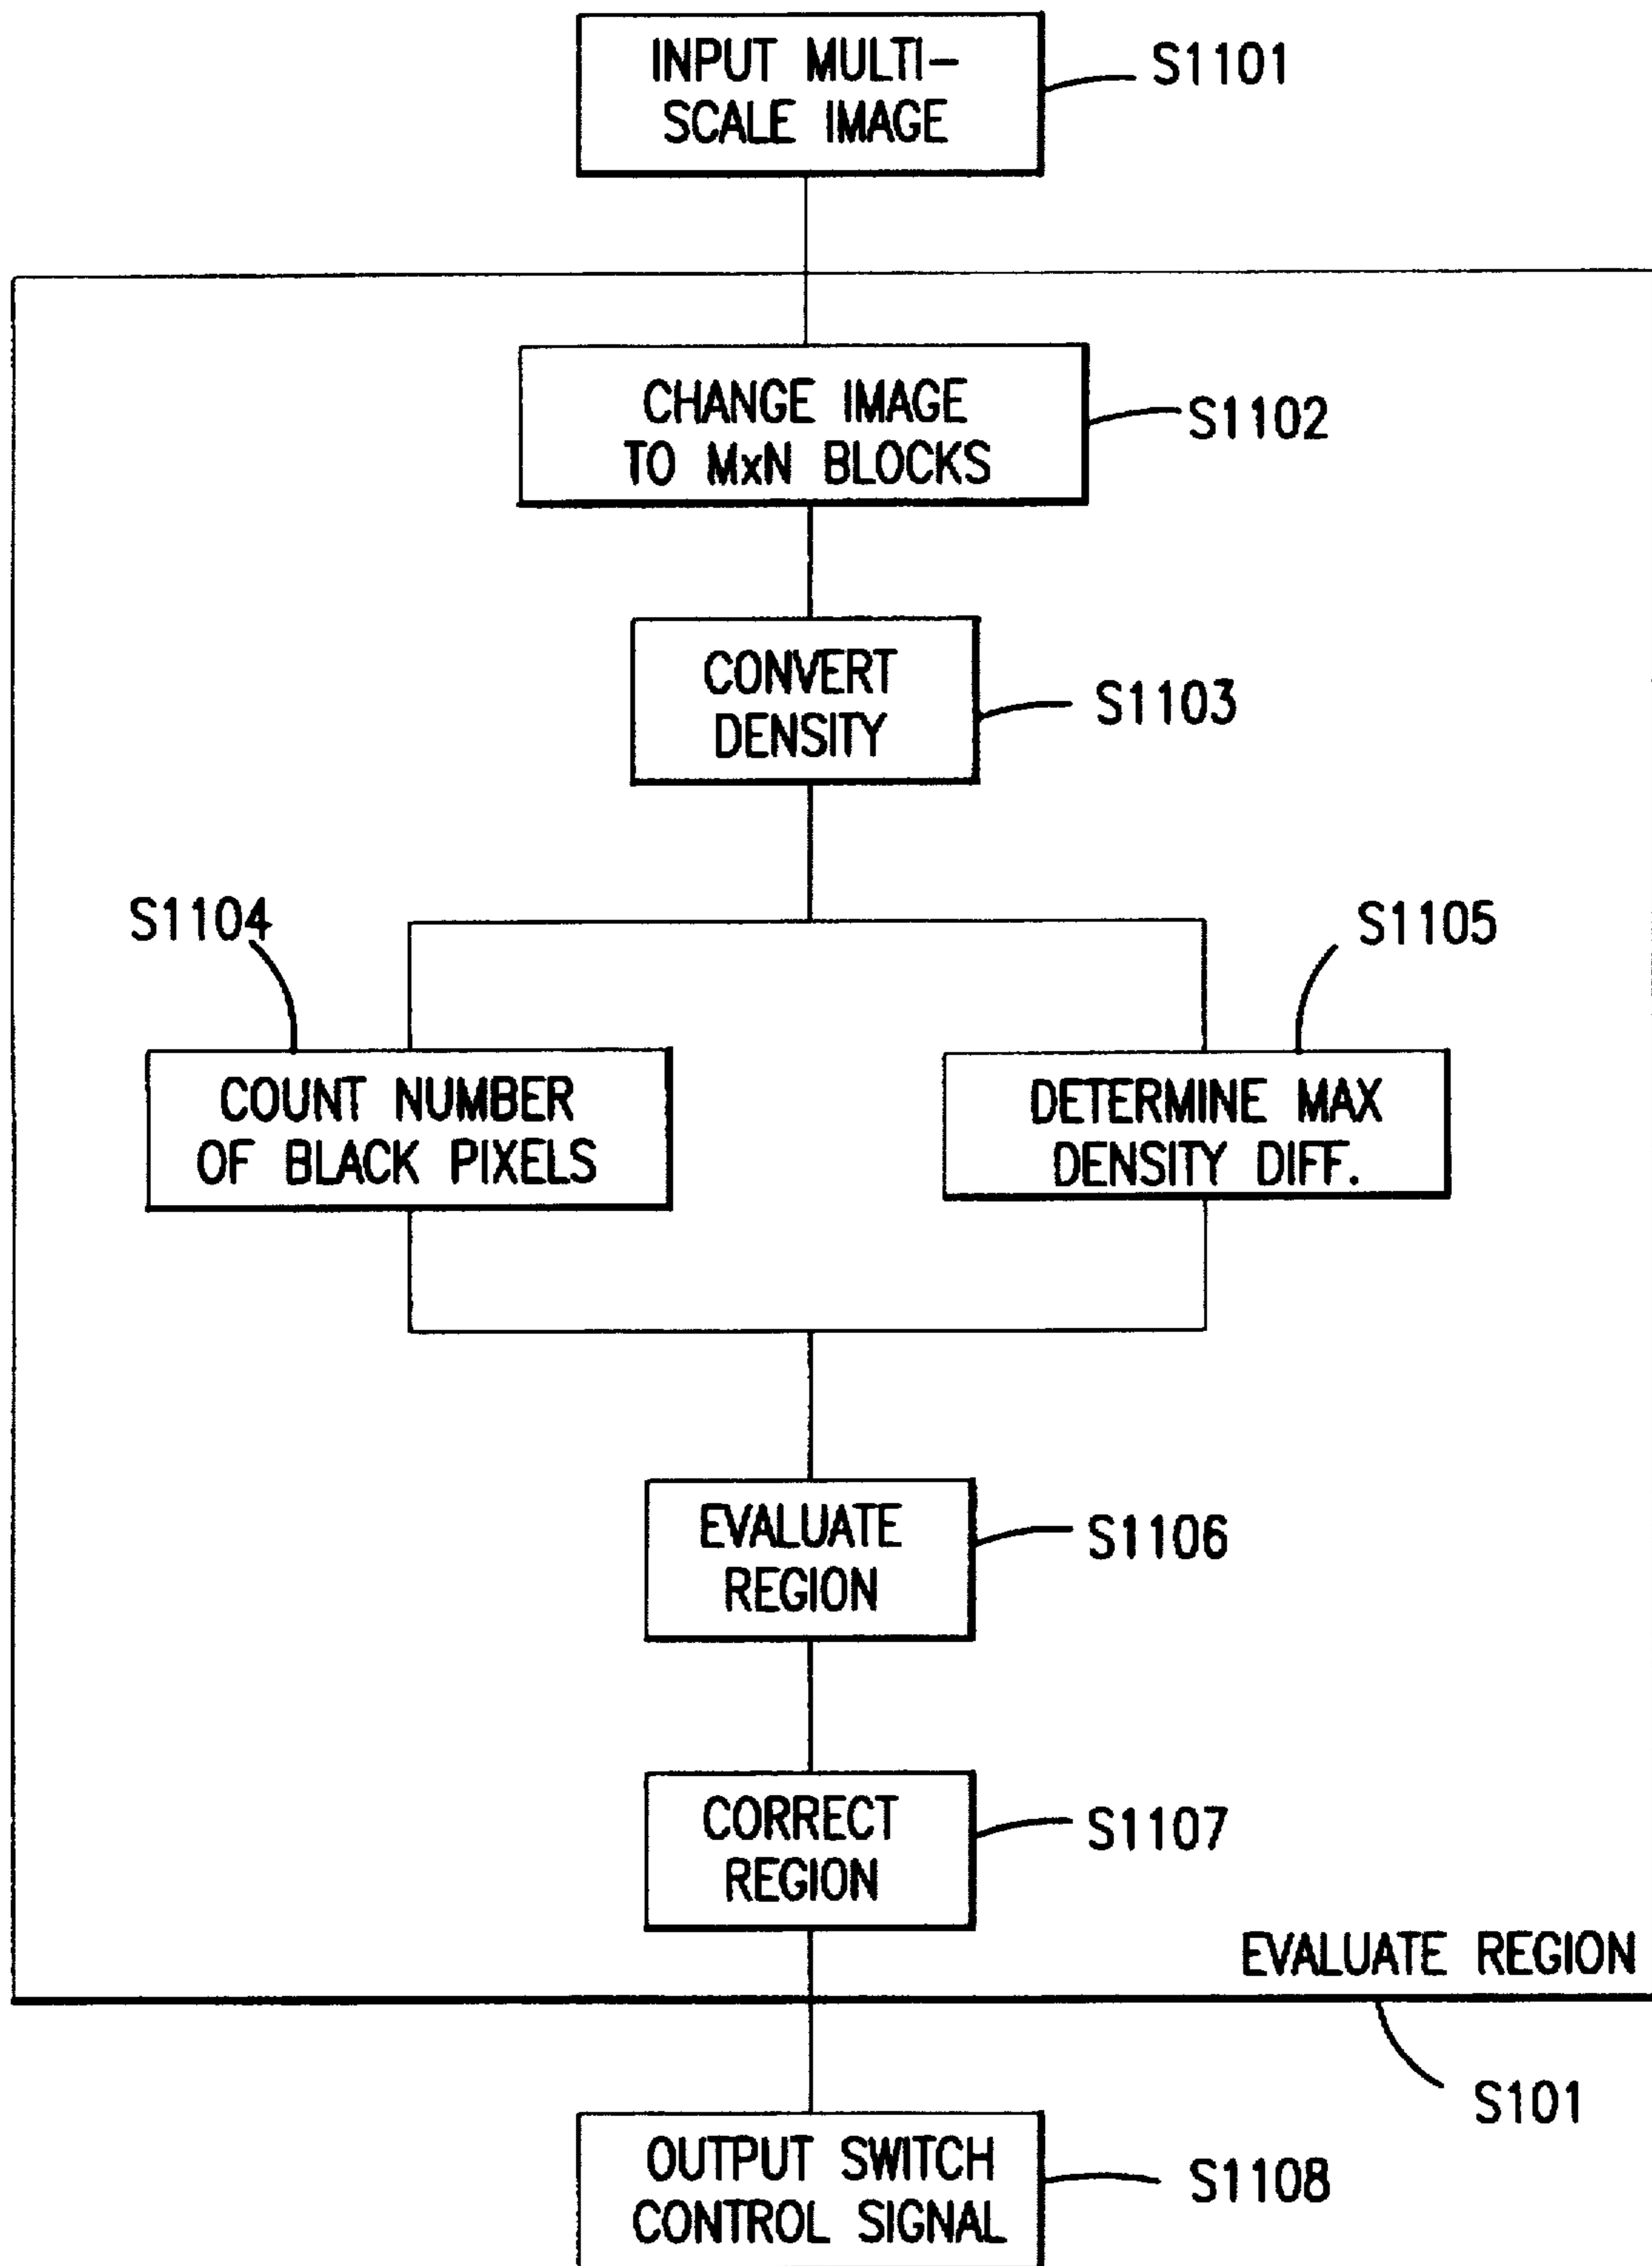 INPUT MULTI-
SCALE IMAGE
S1101
CHANGE IMAGE
TO MxN BLOCKS
S1102
CONVERT
DENSITY
S1103
S1104
S1105
COUNT NUMBER
OF BLACK PIXELS
DETERMINE MAX
DENSITY DIFF.
EVALUATE
REGION
S1106
CORRECT
REGION
S1107
EVALUATE REGION
S101
OUTPUT SWITCH
CONTROL SIGNAL
S1108